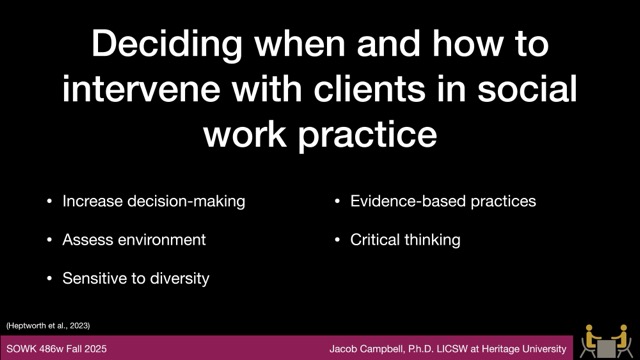 Deciding when and how to
intervene with clients in social
work practice
• Increase decision-making
• Assess environment
• Sensitive to diversity
• Evidence-based practices
• Critical thinking
(Heptworth et al., 2023)
SOWK 486w Fall 2025
Jacob Campbell, P.h.D. LICSW at Heritage University